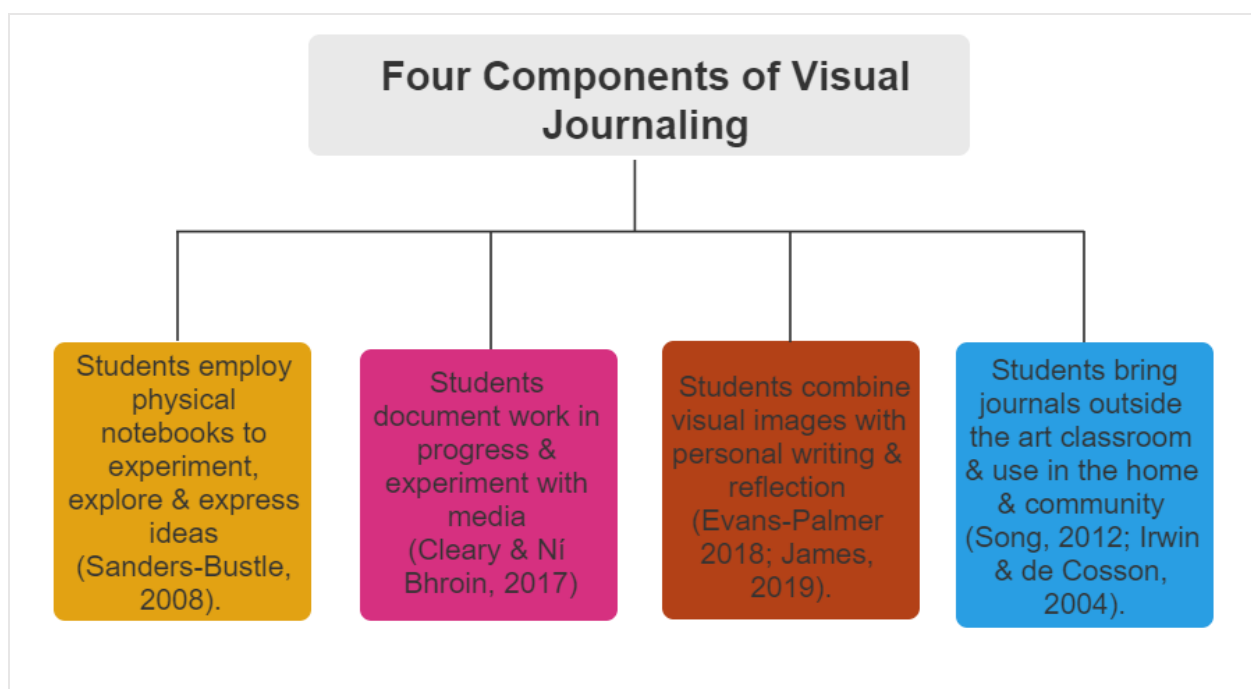 Four Components of Visual
Journaling
Students employ
physical
notebooks to
experiment,
explore & express
ideas
(Sanders-Bustle,
2008).
Students
document work in
progress &
experiment with
media
(Cleary & Ní
Bhroin, 2017)
Students combine
visual images with
personal writing &
reflection
(Evans-Palmer
2018; James,
2019).
Students bring
journals outside
the art classroom
& use in the home
& community
(Song, 2012; Irwin
& de Cosson,
2004).